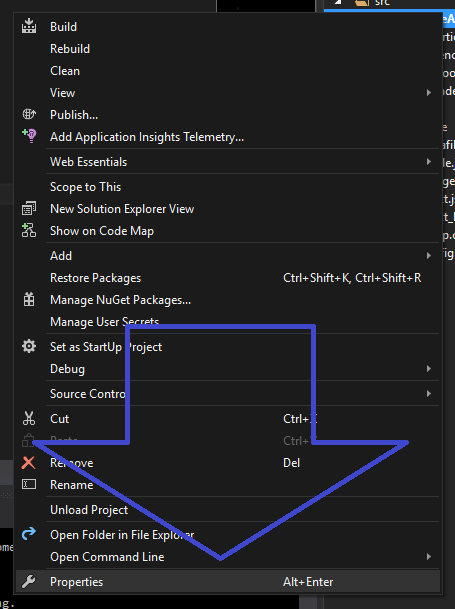 src
Build
Rebuild
Clean
View
Publish...
Add Application Insights Telemetry...
Web Essentials
Scope to This
New Solution Explorer View
Show on Code Map
Add
Restore Packages Ctrl+Shift+K, Ctrl+Shift+R
Manage NuGet Packages...
Manage User Secrets
Set as StartUp Project
Debug
Source Control
Cut Ctrl+X
Paste
Remove Del
Rename
Unload Project
Open Folder in File Explorer
Open Command Line
Properties Alt+Enter